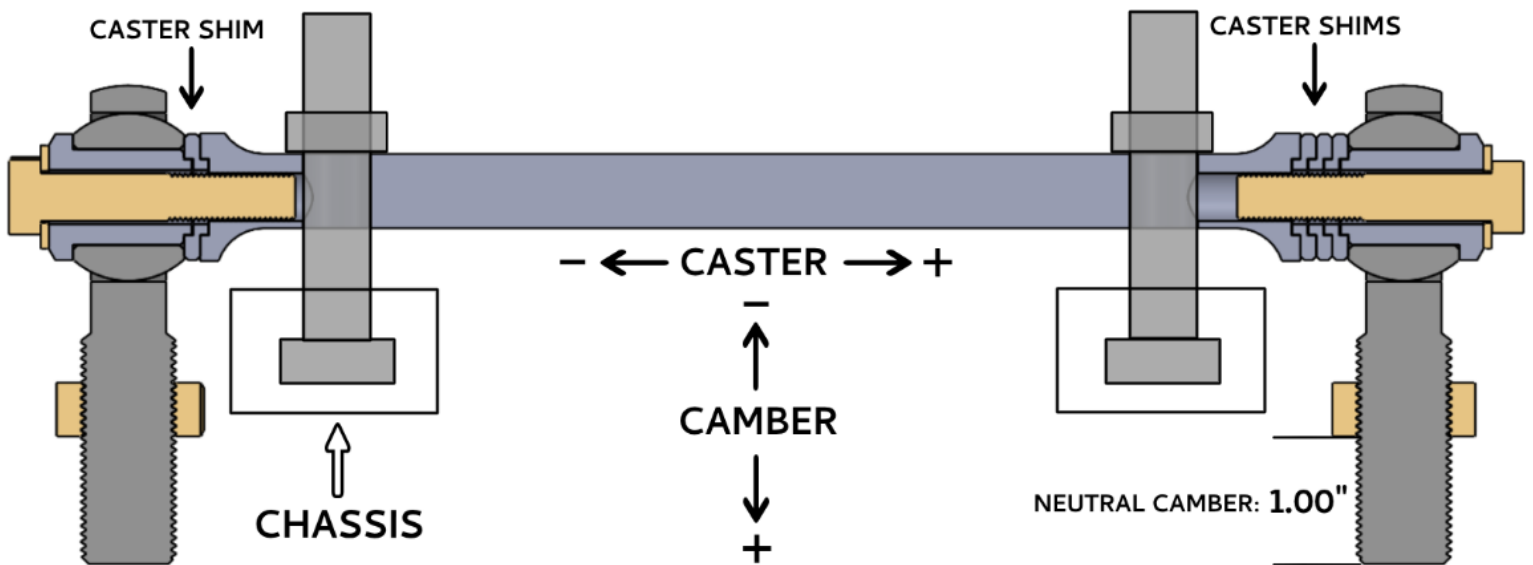 CASTER SHIM
CASTER SHIMS
- CASTER +
-
CAMBER
+
CHASSIS
NEUTRAL CAMBER: 1.00"